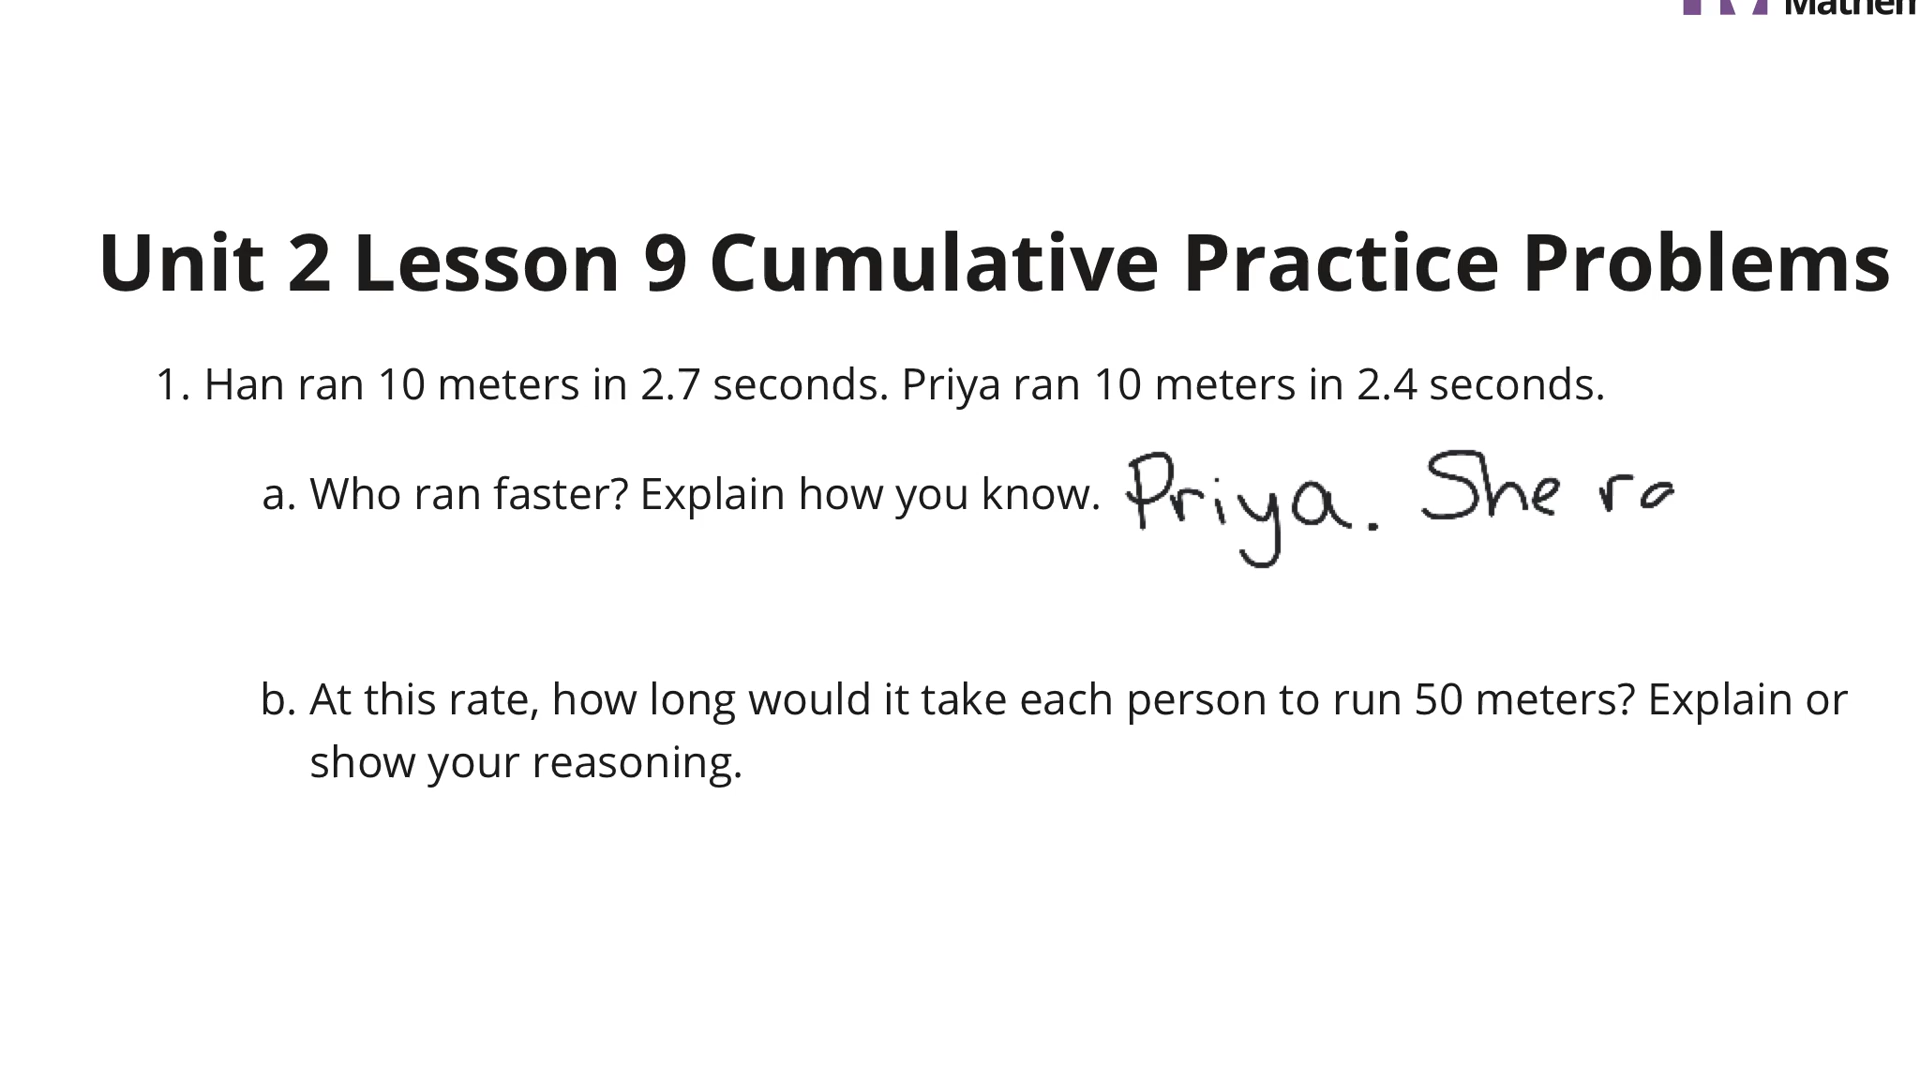 Unit 2 Lesson 9 Cumulative Practice Problems
1. Han ran 10 meters in 2.7 seconds. Priya ran 10 meters in 2.4 seconds.
a. Who ran faster? Explain how you know. Priya. She ra
b. At this rate, how long would it take each person to run 50 meters? Explain or
show your reasoning.